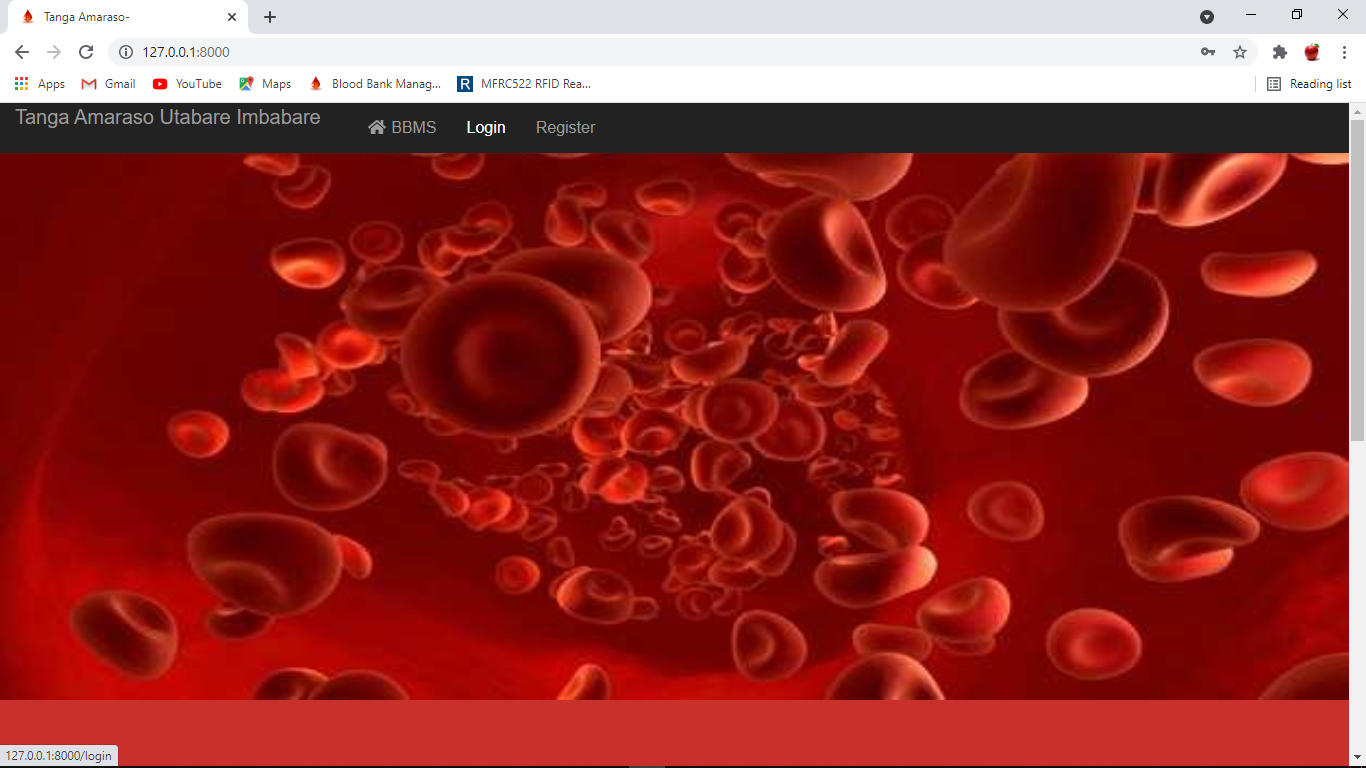 Tanga Amaraso-
127.0.0.1:8000
Apps Gmail YouTube Maps Blood Bank Manag... R MFRC522 RFID Rea... Reading list
Tanga Amaraso Utabare Imbabare BBMS Login Register
127.0.0.1:8000/login